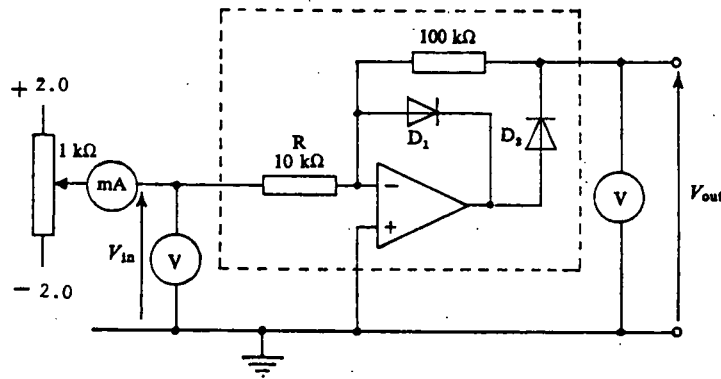 100 kΩ
+ 2.0
D₁
D₂
R
10 kΩ
1 kΩ
mA
−
+
V
V
Vin
Vout
− 2.0